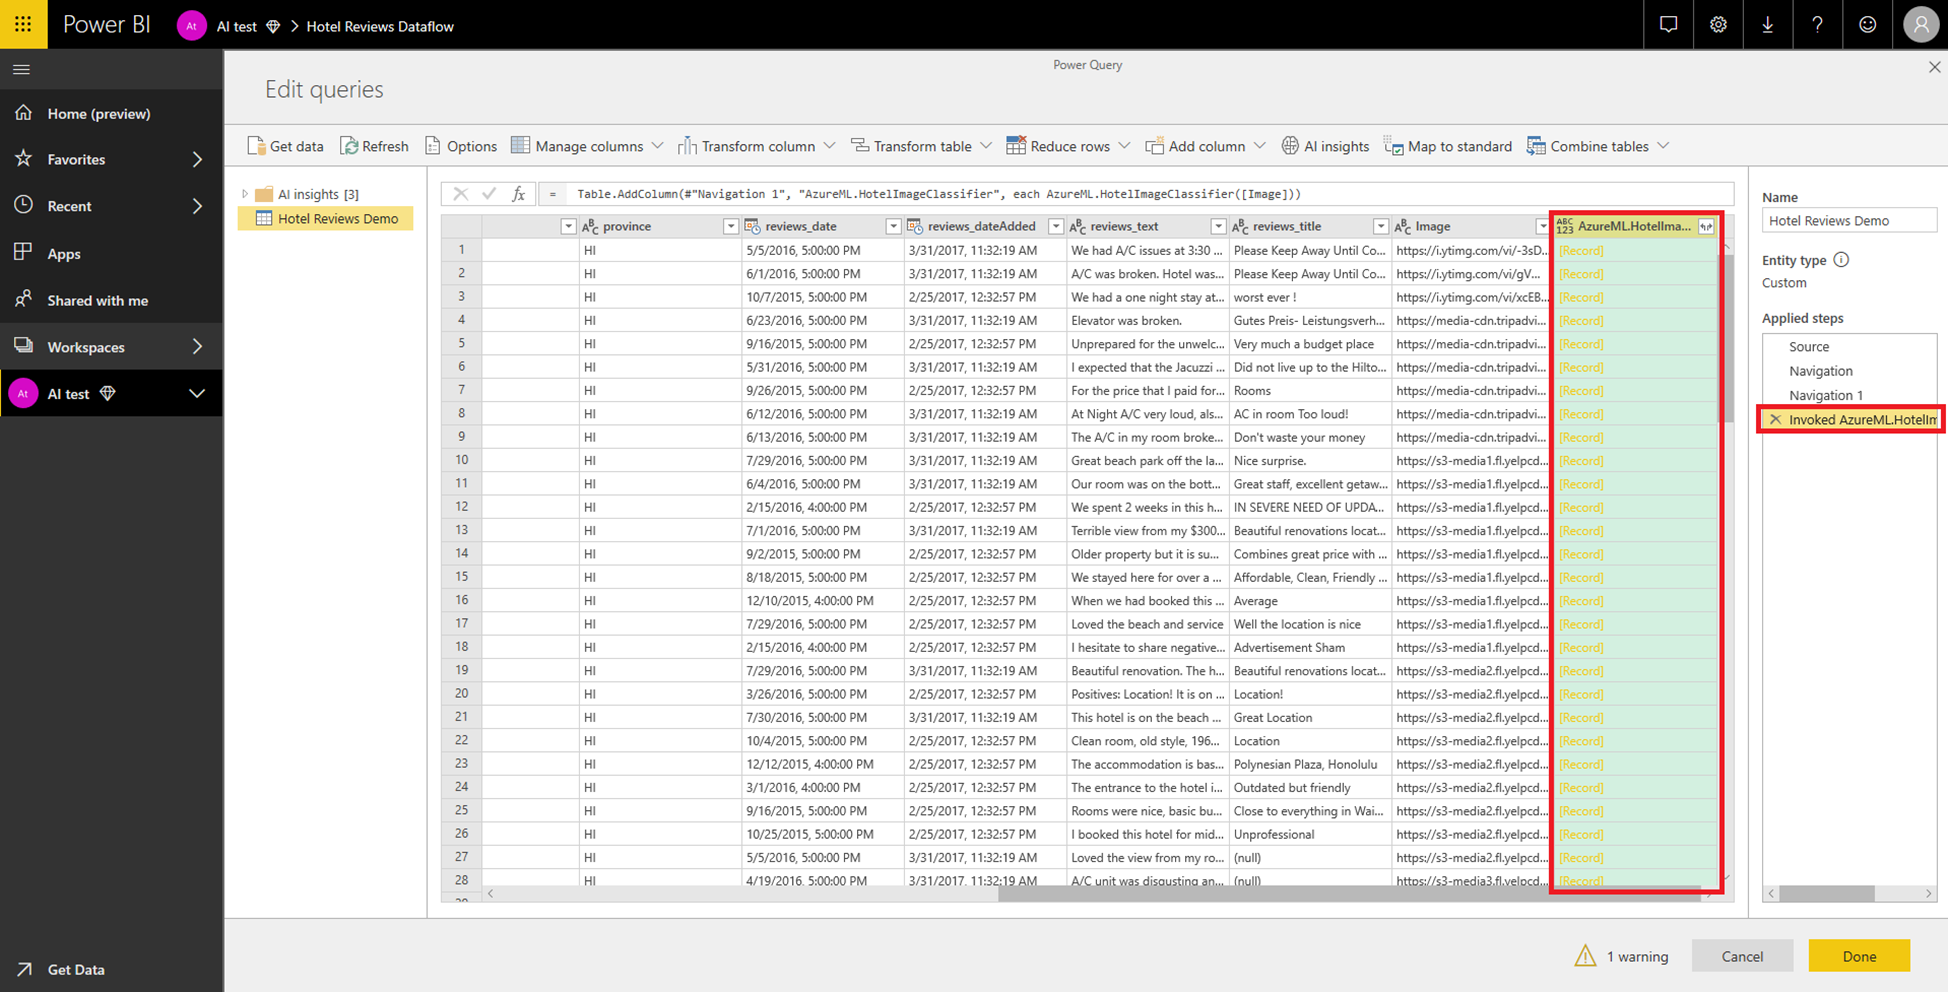 Power BI At AI test > Hotel Reviews Dataflow
Power Query
Edit queries
Home (preview)
Favorites
Recent
Apps
Shared with me
Workspaces
At AI test
Get Data
Get data Refresh Options Manage columns Transform column Transform table Reduce rows Add column AI insights Map to standard Combine tables
AI insights [3]
Hotel Reviews Demo
fx = Table.AddColumn(#"Navigation 1", "AzureML.HotelImageClassifier", each AzureML.HotelImageClassifier([Image]))
ABC province reviews_date reviews_dateAdded ABC reviews_text ABC reviews_title ABC Image ABC 123 AzureML.HotelIma...
1 HI 5/5/2016, 5:00:00 PM 3/31/2017, 11:32:19 AM We had A/C issues at 3:30 ... Please Keep Away Until Co... https://i.ytimg.com/vi/-3sD... [Record]
2 HI 6/1/2016, 5:00:00 PM 3/31/2017, 11:32:19 AM A/C was broken. Hotel was... Please Keep Away Until Co... https://i.ytimg.com/vi/gV... [Record]
3 HI 10/7/2015, 5:00:00 PM 2/25/2017, 12:32:57 PM We had a one night stay at... worst ever ! https://i.ytimg.com/vi/xcEB... [Record]
4 HI 6/23/2016, 5:00:00 PM 3/31/2017, 11:32:19 AM Elevator was broken. Gutes Preis- Leistungsverh... https://media-cdn.tripadvi... [Record]
5 HI 9/16/2015, 5:00:00 PM 2/25/2017, 12:32:57 PM Unprepared for the unwelc... Very much a budget place https://media-cdn.tripadvi... [Record]
6 HI 5/31/2016, 5:00:00 PM 3/31/2017, 11:32:19 AM I expected that the Jacuzzi ... Did not live up to the Hilto... https://media-cdn.tripadvi... [Record]
7 HI 9/26/2015, 5:00:00 PM 2/25/2017, 12:32:57 PM For the price that I paid for... Rooms https://media-cdn.tripadvi... [Record]
8 HI 6/12/2016, 5:00:00 PM 3/31/2017, 11:32:19 AM At Night A/C very loud, als... AC in room Too loud! https://media-cdn.tripadvi... [Record]
9 HI 6/13/2016, 5:00:00 PM 3/31/2017, 11:32:19 AM The A/C in my room broke... Don't waste your money https://media-cdn.tripadvi... [Record]
10 HI 7/29/2016, 5:00:00 PM 3/31/2017, 11:32:19 AM Great beach park off the la... Nice surprise. https://s3-media1.fl.yelpcd... [Record]
11 HI 6/4/2016, 5:00:00 PM 3/31/2017, 11:32:19 AM Our room was on the bott... Great staff, excellent getaw... https://s3-media1.fl.yelpcd... [Record]
12 HI 2/15/2016, 4:00:00 PM 2/25/2017, 12:32:57 PM We spent 2 weeks in this h... IN SEVERE NEED OF UPDA... https://s3-media1.fl.yelpcd... [Record]
13 HI 7/1/2016, 5:00:00 PM 3/31/2017, 11:32:19 AM Terrible view from my $300... Beautiful renovations locat... https://s3-media1.fl.yelpcd... [Record]
14 HI 9/2/2015, 5:00:00 PM 2/25/2017, 12:32:57 PM Older property but it is su... Combines great price with ... https://s3-media1.fl.yelpcd... [Record]
15 HI 8/18/2015, 5:00:00 PM 2/25/2017, 12:32:57 PM We stayed here for over a ... Affordable, Clean, Friendly ... https://s3-media1.fl.yelpcd... [Record]
16 HI 12/10/2015, 4:00:00 PM 2/25/2017, 12:32:57 PM When we had booked this ... Average https://s3-media1.fl.yelpcd... [Record]
17 HI 7/29/2016, 5:00:00 PM 2/25/2017, 12:32:57 PM Loved the beach and service Well the location is nice https://s3-media1.fl.yelpcd... [Record]
18 HI 2/15/2016, 4:00:00 PM 2/25/2017, 12:32:57 PM I hesitate to share negative... Advertisement Sham https://s3-media1.fl.yelpcd... [Record]
19 HI 7/29/2016, 5:00:00 PM 3/31/2017, 11:32:19 AM Beautiful renovation. The h... Beautiful renovations locat... https://s3-media2.fl.yelpcd... [Record]
20 HI 3/26/2016, 5:00:00 PM 2/25/2017, 12:32:57 PM Positives: Location! It is on ... Location! https://s3-media2.fl.yelpcd... [Record]
21 HI 7/30/2016, 5:00:00 PM 3/31/2017, 11:32:19 AM This hotel is on the beach ... Great Location https://s3-media2.fl.yelpcd... [Record]
22 HI 10/4/2015, 5:00:00 PM 2/25/2017, 12:32:57 PM Clean room, old style, 196... Location https://s3-media2.fl.yelpcd... [Record]
23 HI 12/12/2015, 4:00:00 PM 2/25/2017, 12:32:57 PM The accommodation is bas... Polynesian Plaza, Honolulu https://s3-media2.fl.yelpcd... [Record]
24 HI 3/1/2016, 4:00:00 PM 2/25/2017, 12:32:57 PM The entrance to the hotel i... Outdated but friendly https://s3-media2.fl.yelpcd... [Record]
25 HI 9/16/2015, 5:00:00 PM 2/25/2017, 12:32:57 PM Rooms were nice, basic bu... Close to everything in Wai... https://s3-media2.fl.yelpcd... [Record]
26 HI 10/25/2015, 5:00:00 PM 2/25/2017, 12:32:57 PM I booked this hotel for mid... Unprofessional https://s3-media2.fl.yelpcd... [Record]
27 HI 5/5/2016, 5:00:00 PM 3/31/2017, 11:32:19 AM Loved the view from my ro... (null) https://s3-media2.fl.yelpcd... [Record]
28 HI 4/19/2016, 5:00:00 PM 3/31/2017, 11:32:19 AM A/C unit was disgusting an... (null) https://s3-media3.fl.yelpcd... [Record]
Name
Hotel Reviews Demo
Entity type
Custom
Applied steps
Source
Navigation
Navigation 1
Invoked AzureML.HotelIm
1 warning Cancel Done